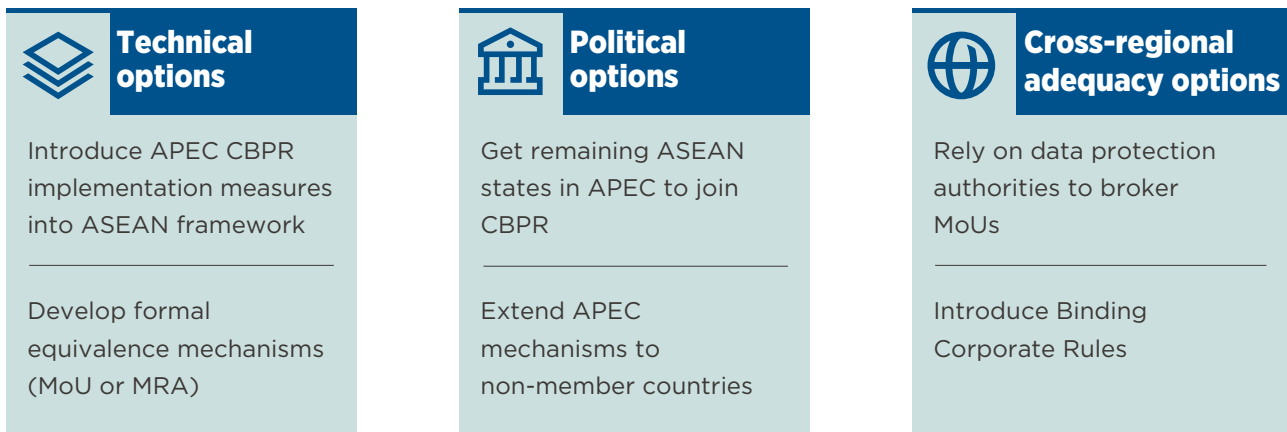 Technical
options
Introduce APEC CBPR
implementation measures
into ASEAN framework
Develop formal
equivalence mechanisms
(MoU or MRA)
Political
options
Get remaining ASEAN
states in APEC to join
CBPR
Extend APEC
mechanisms to
non-member countries
Cross-regional
adequacy options
Rely on data protection
authorities to broker
MoUs
Introduce Binding
Corporate Rules